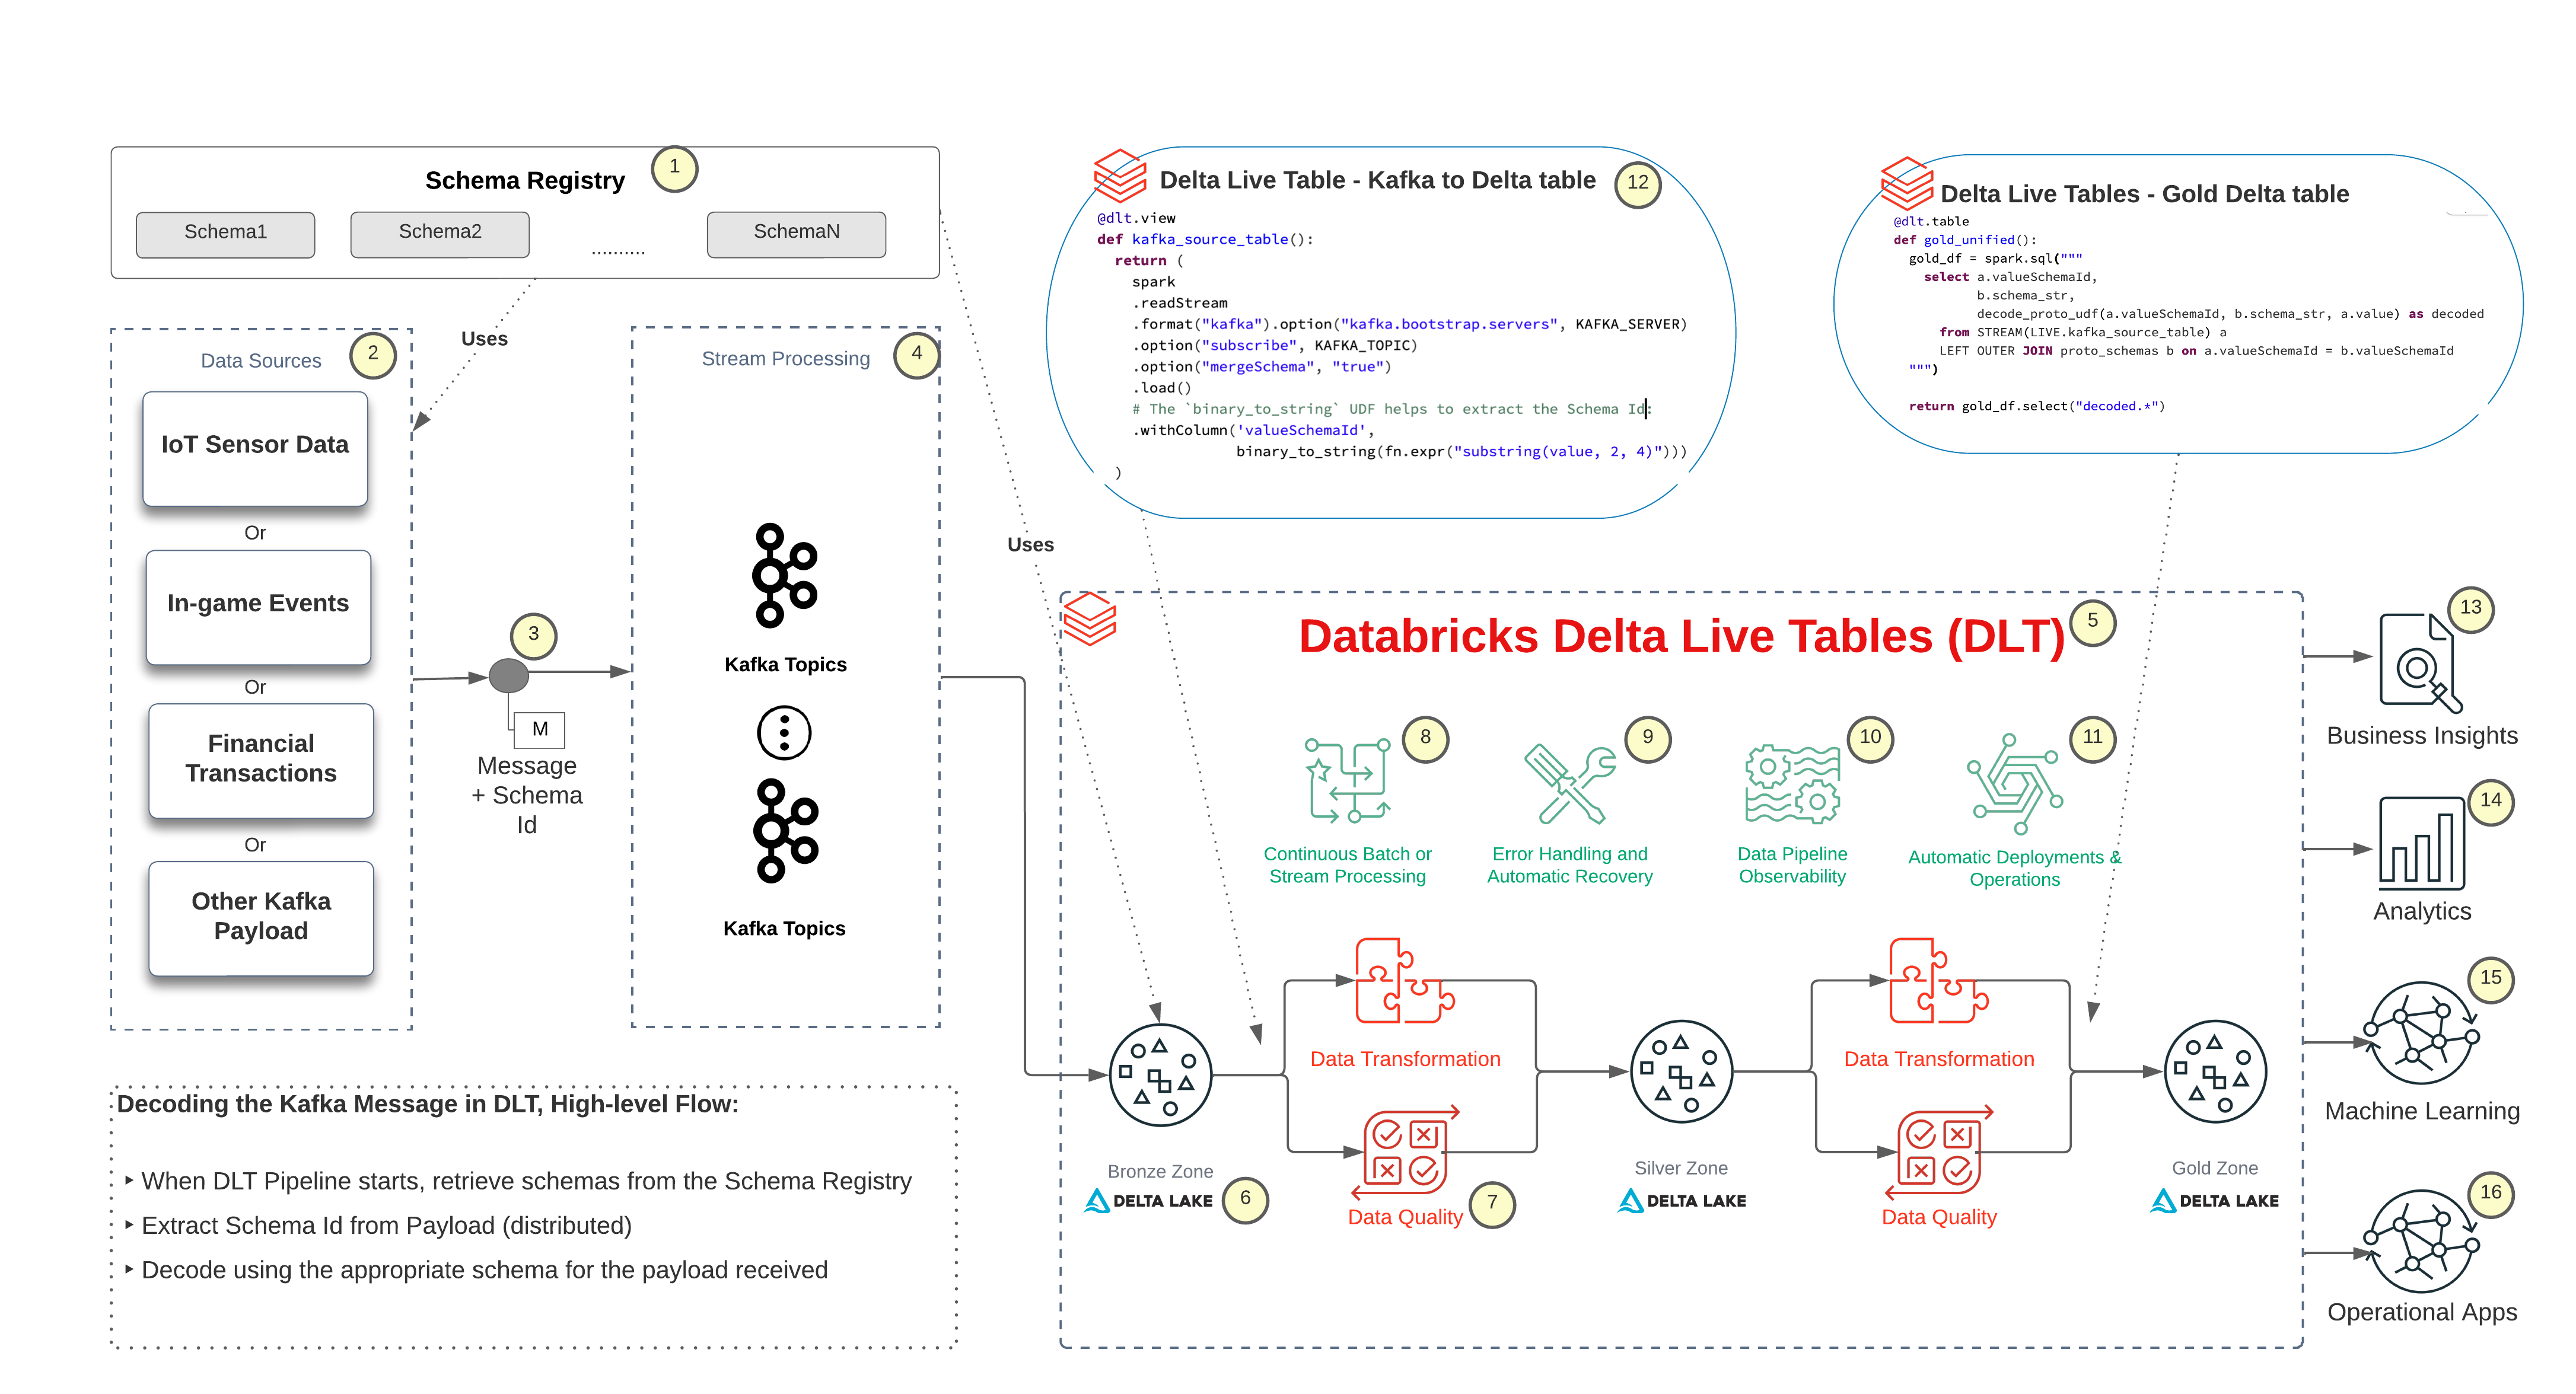 Schema Registry
1
Schema1
Schema2
..........
SchemaN
Uses
Data Sources
2
IoT Sensor Data
Or
In-game Events
Or
Financial
Transactions
Or
Other Kafka
Payload
3
M
Message
+ Schema
Id
Stream Processing
4
Kafka Topics
Kafka Topics
Uses
Delta Live Table - Kafka to Delta table
12
@dlt.view
def kafka_source_table():
  return (
    spark
    .readStream
    .format("kafka").option("kafka.bootstrap.servers", KAFKA_SERVER)
    .option("subscribe", KAFKA_TOPIC)
    .option("mergeSchema", "true")
    .load()
    # The `binary_to_string` UDF helps to extract the Schema Id:
    .withColumn('valueSchemaId',
                binary_to_string(fn.expr("substring(value, 2, 4)")))
  )
Delta Live Tables - Gold Delta table
@dlt.table
def gold_unified():
  gold_df = spark.sql("""
    select a.valueSchemaId,
           b.schema_str,
           decode_proto_udf(a.valueSchemaId, b.schema_str, a.value) as decoded
      from STREAM(LIVE.kafka_source_table) a
      LEFT OUTER JOIN proto_schemas b on a.valueSchemaId = b.valueSchemaId
  """)
  return gold_df.select("decoded.*")
Databricks Delta Live Tables (DLT)
5
8
Continuous Batch or
Stream Processing
9
Error Handling and
Automatic Recovery
10
Data Pipeline
Observability
11
Automatic Deployments &
Operations
Bronze Zone
DELTA LAKE
6
Data Transformation
Data Quality
7
Silver Zone
DELTA LAKE
Data Transformation
Data Quality
Gold Zone
DELTA LAKE
13
Business Insights
14
Analytics
15
Machine Learning
16
Operational Apps
Decoding the Kafka Message in DLT, High-level Flow:
‣ When DLT Pipeline starts, retrieve schemas from the Schema Registry
‣ Extract Schema Id from Payload (distributed)
‣ Decode using the appropriate schema for the payload received